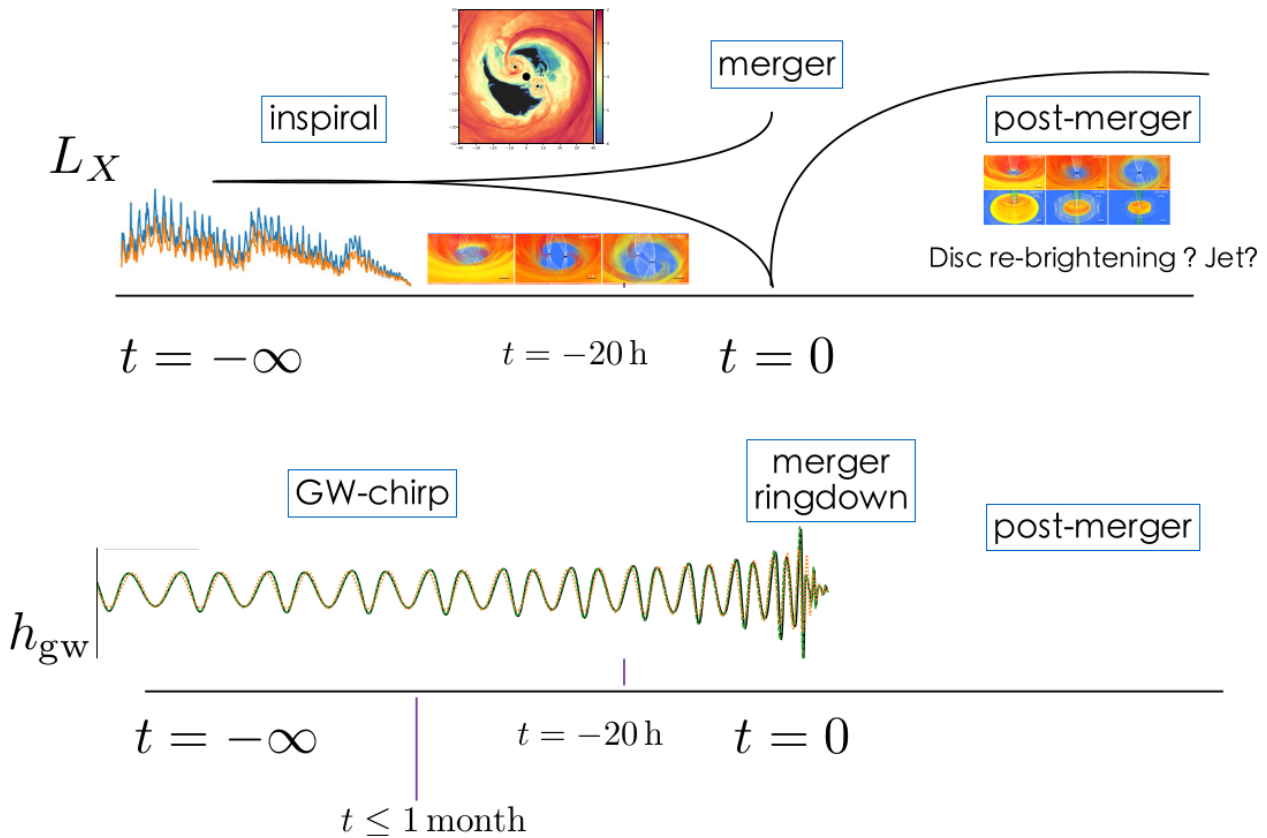 inspiral
merger
post-merger
L_X
Disc re-brightening ? Jet?
t = −∞
t = −20 h
t = 0
GW-chirp
merger
ringdown
post-merger
h_gw
t = −∞
t = −20 h
t = 0
t ≤ 1 month